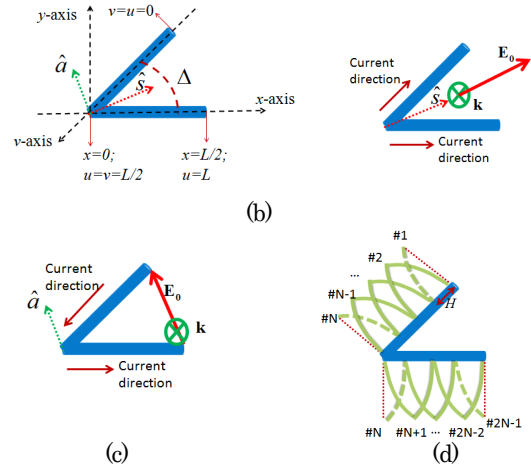 y-axis
v=u=0
â
ŝ
Δ
x-axis
v-axis
x=0;
u=v=L/2
x=L/2;
u=L
Current
direction
E₀
ŝ
k
Current
direction
(b)
Current
direction
â
E₀
k
Current
direction
(c)
#1
#2
...
#N-1
#N
H
#N
#N+1
...
#2N-2
#2N-1
(d)